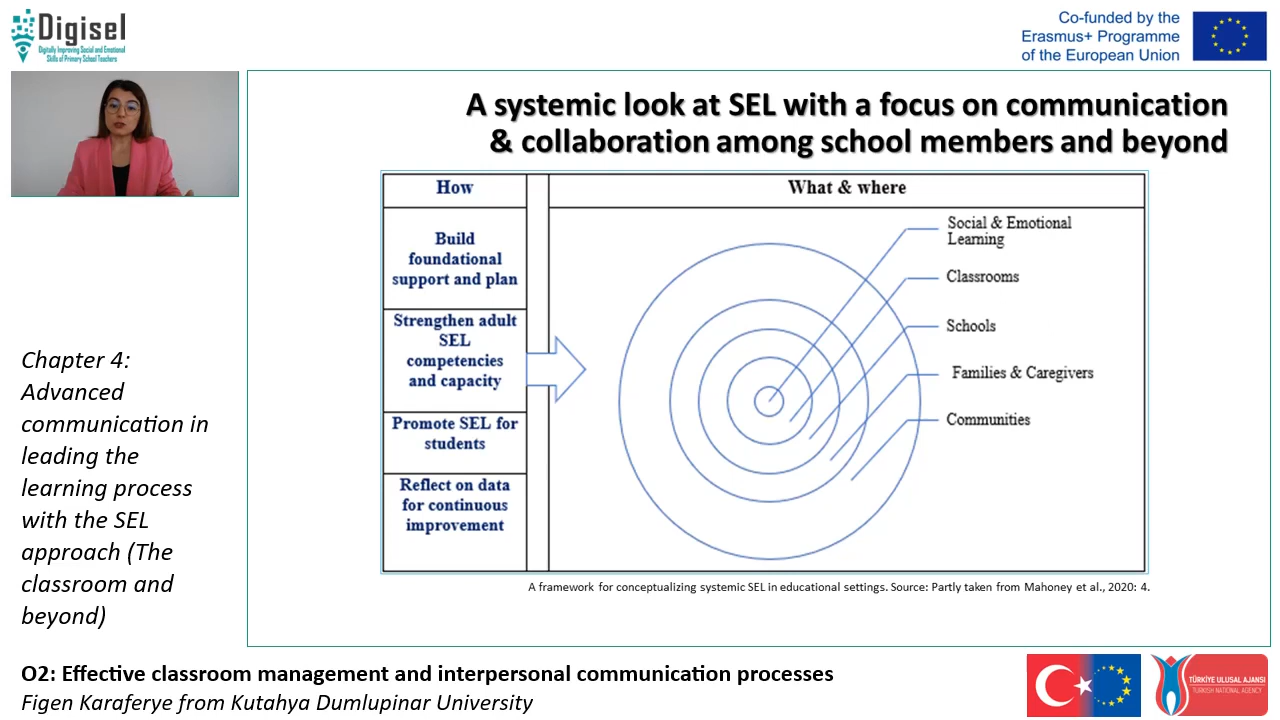 Digisel
Digitally Improving Social and Emotional
Skills of Primary School Teachers
Co-funded by the
Erasmus+ Programme
of the European Union
A systemic look at SEL with a focus on communication
& collaboration among school members and beyond
How
What & where
Build
foundational
support and plan
Strengthen adult
SEL
competencies
and capacity
Promote SEL for
students
Reflect on data
for continuous
improvement
Social & Emotional
Learning
Classrooms
Schools
Families & Caregivers
Communities
A framework for conceptualizing systemic SEL in educational settings. Source: Partly taken from Mahoney et al., 2020: 4.
Chapter 4:
Advanced
communication in
leading the
learning process
with the SEL
approach (The
classroom and
beyond)
O2: Effective classroom management and interpersonal communication processes
Figen Karaferye from Kutahya Dumlupinar University
TÜRKİYE ULUSAL AJANSI
TURKISH NATIONAL AGENCY